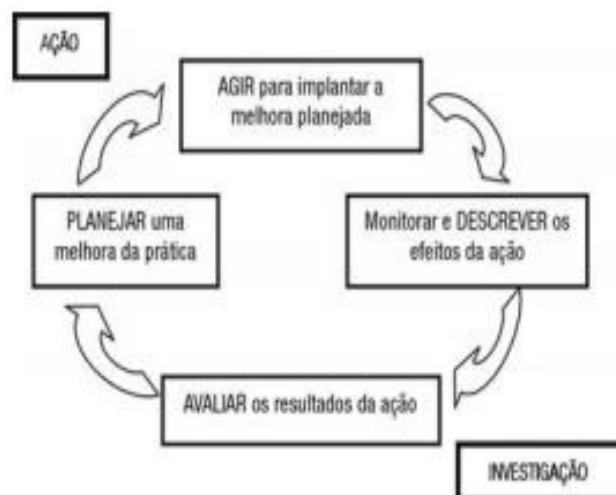 AÇÃO
AGIR para implantar a
melhora planejada
PLANEJAR uma
melhora da prática
Monitorar e DESCREVER os
efeitos da ação
AVALIAR os resultados da ação
INVESTIGAÇÃO